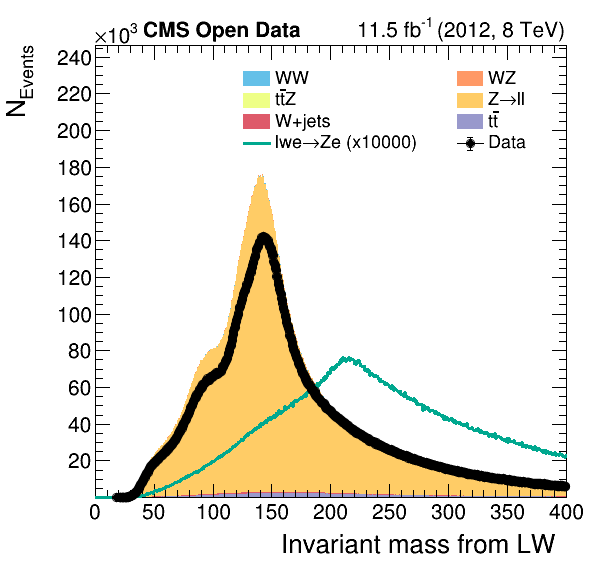 ×10³ CMS Open Data 11.5 fb⁻¹ (2012, 8 TeV)
N_Events
240
220
200
180
160
140
120
100
80
60
40
20
WW WZ
tt̄Z Z→ll
W+jets tt̄
lwe→Ze (x10000) Data
0 50 100 150 200 250 300 350 400
Invariant mass from LW